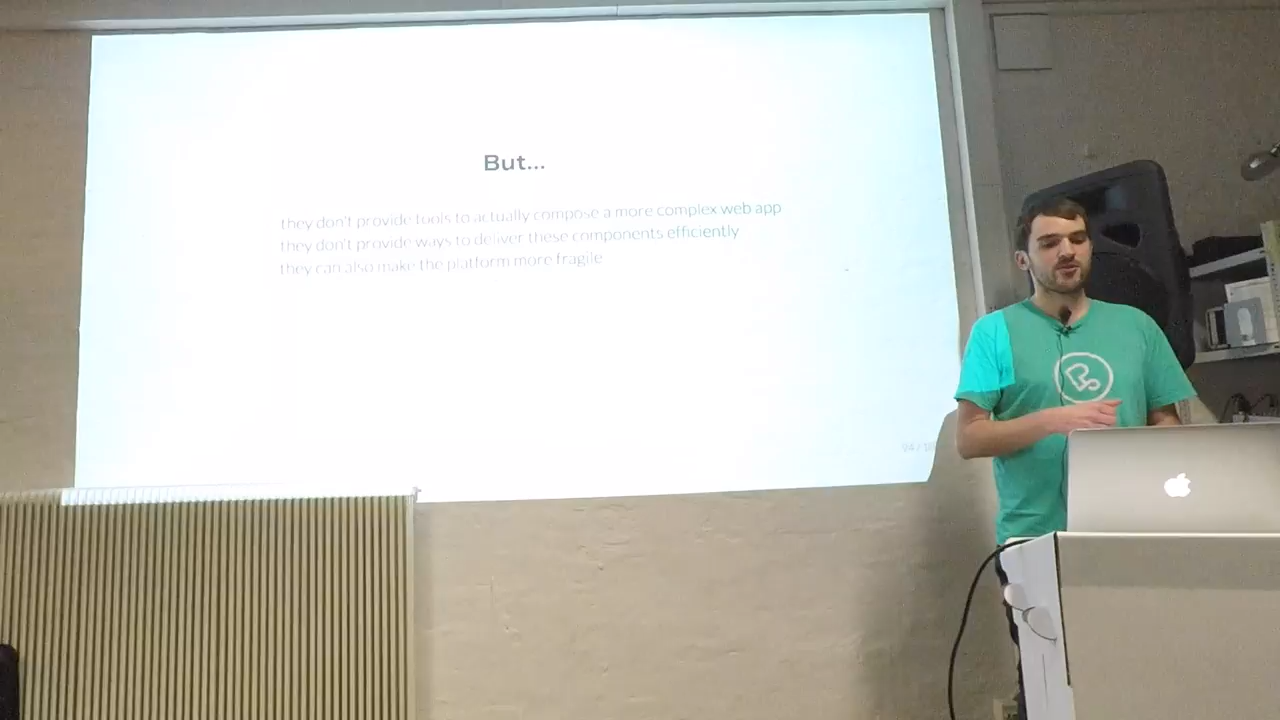 But...
they don't provide tools to actually compose a more complex web app
they don't provide ways to deliver these components efficiently
they can also make the platform more fragile